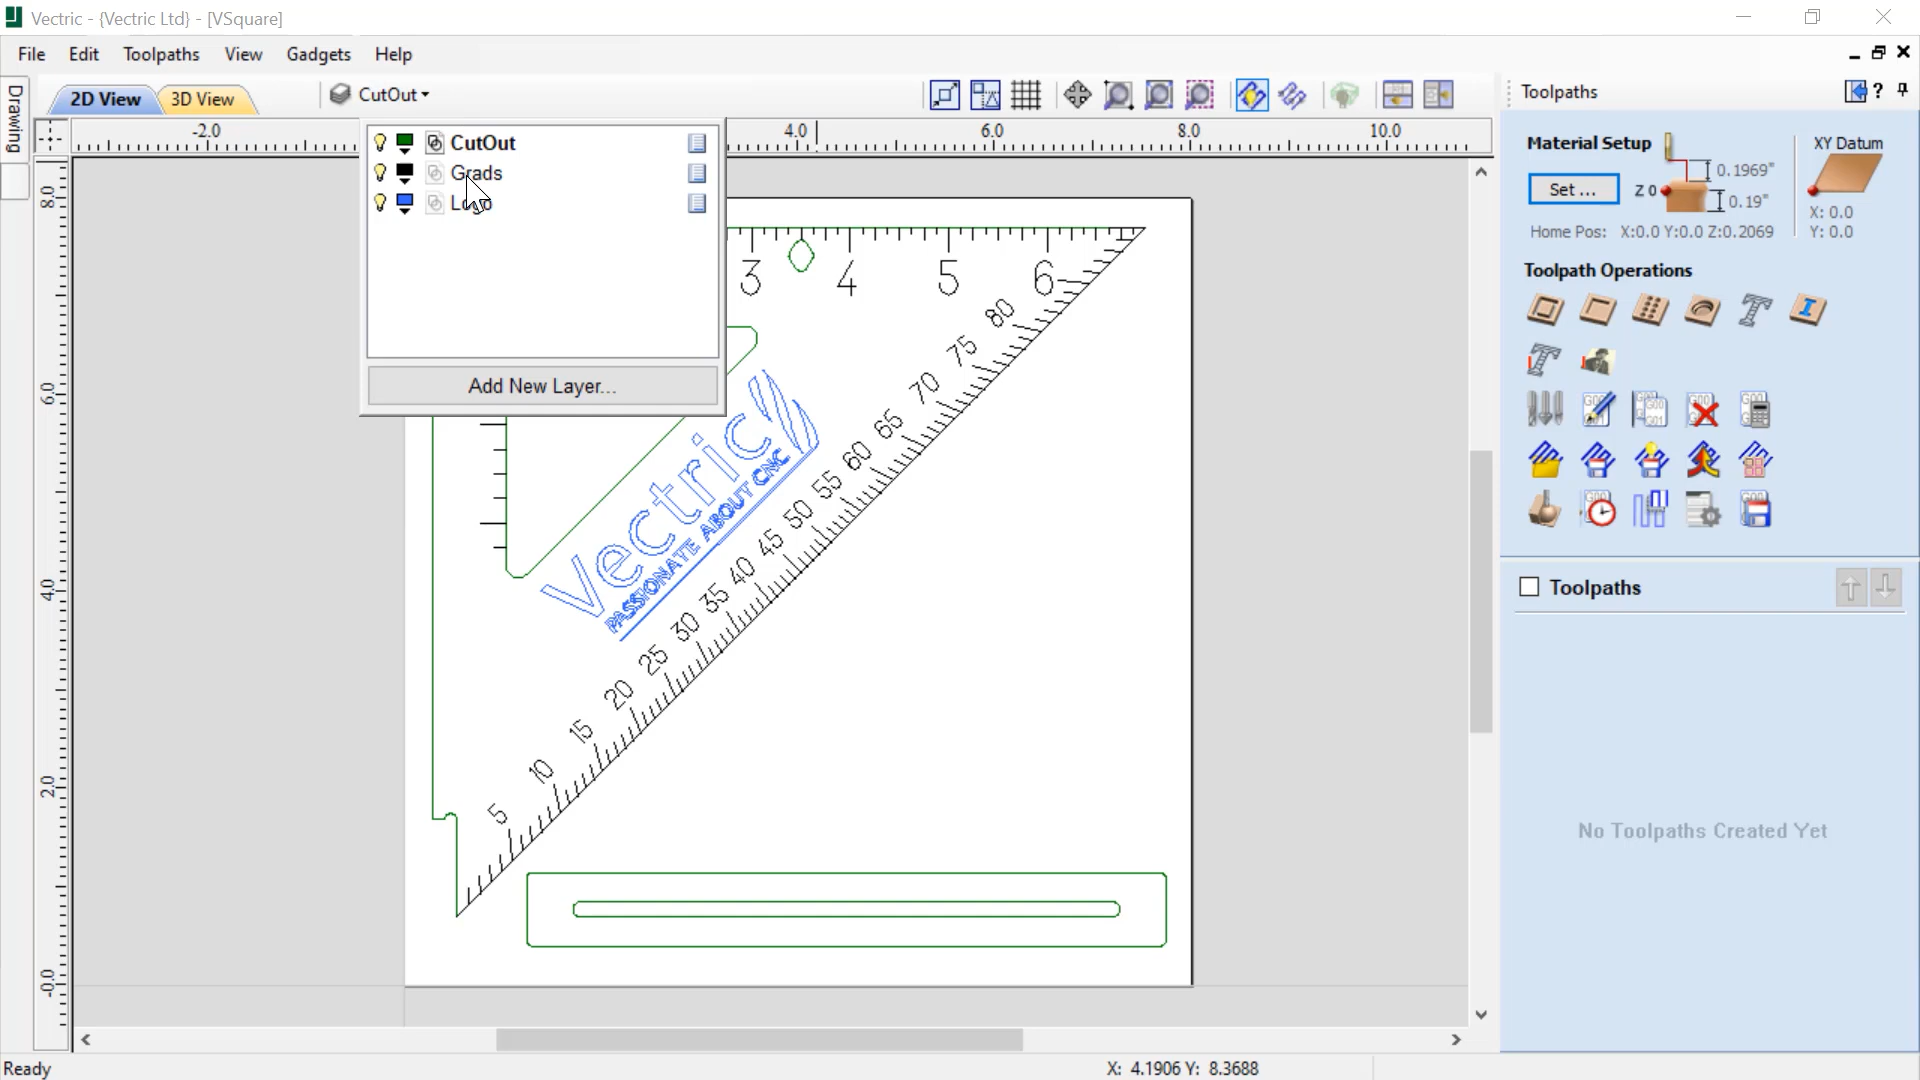 Vectric - {Vectric Ltd} - [VSquare]
File Edit Toolpaths View Gadgets Help
Drawing
2D View 3D View CutOut
Toolpaths
-2.0 4.0 6.0 8.0 10.0
CutOut
Grads
Logo
Add New Layer...
8.0
6.0
4.0
2.0
-0.0
3 4 5 6
80
75
70
65
60
55
50
45
40
35
30
25
20
15
10
5
Vectric
PASSIONATE ABOUT CNC
Material Setup
XY Datum
Set ...
Z 0
0.1969"
0.19"
X: 0.0
Y: 0.0
Home Pos: X:0.0 Y:0.0 Z:0.2069
Toolpath Operations
Toolpaths
No Toolpaths Created Yet
Ready
X: 4.1906 Y: 8.3688